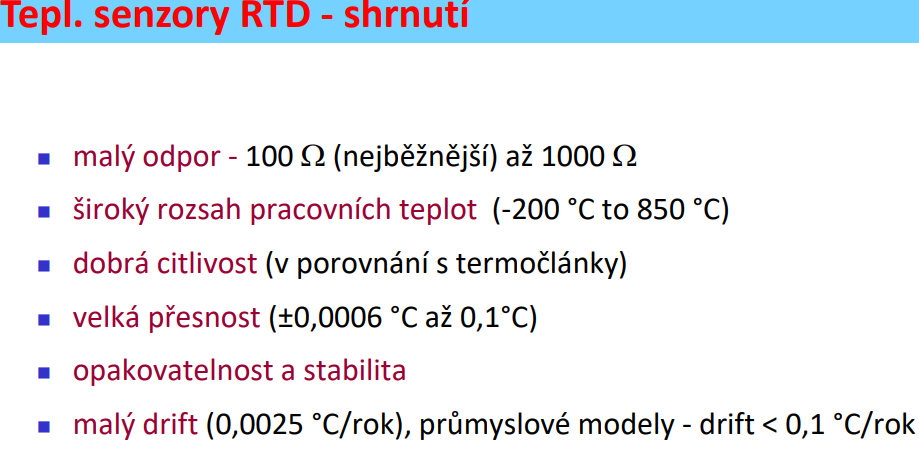 Tepl. senzory RTD - shrnutí
malý odpor - 100 Ω (nejběžnější) až 1000 Ω
široký rozsah pracovních teplot (-200 °C to 850 °C)
dobrá citlivost (v porovnání s termočlánky)
velká přesnost (±0,0006 °C až 0,1°C)
opakovatelnost a stabilita
malý drift (0,0025 °C/rok), průmyslové modely - drift < 0,1 °C/rok